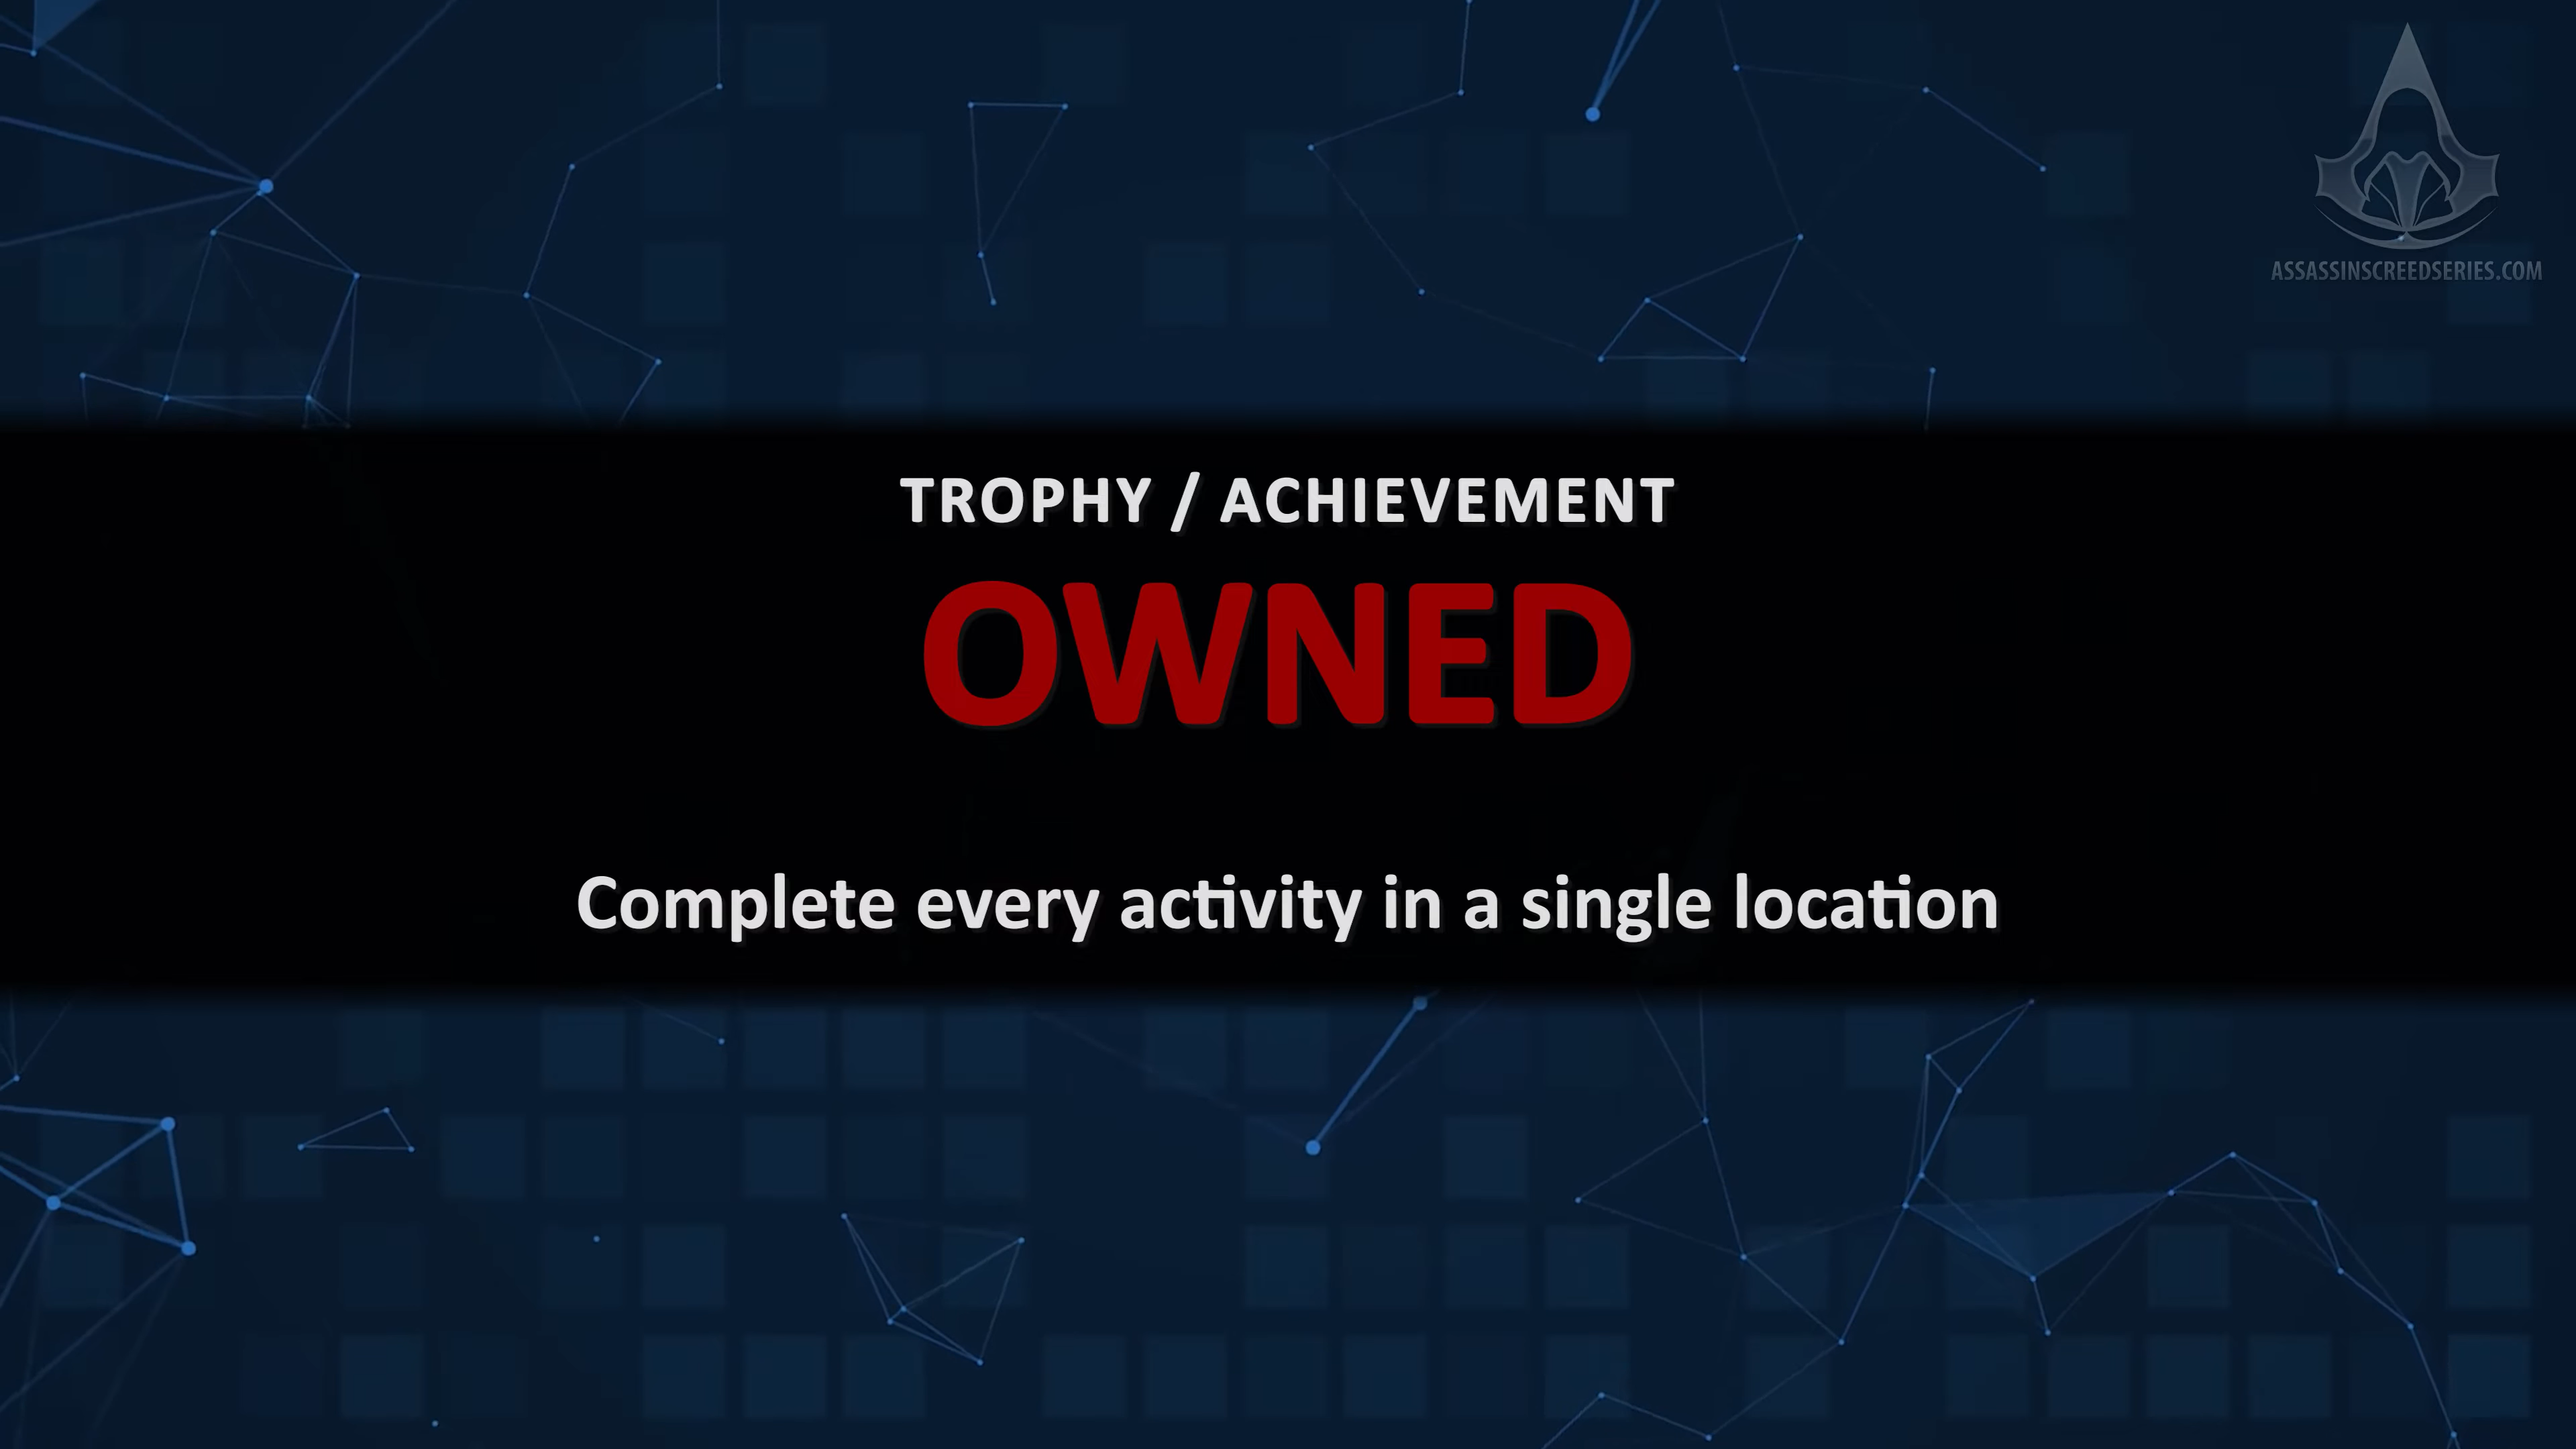 ASSASSINSCREEDSERIES.COM
TROPHY / ACHIEVEMENT
OWNED
Complete every activity in a single location